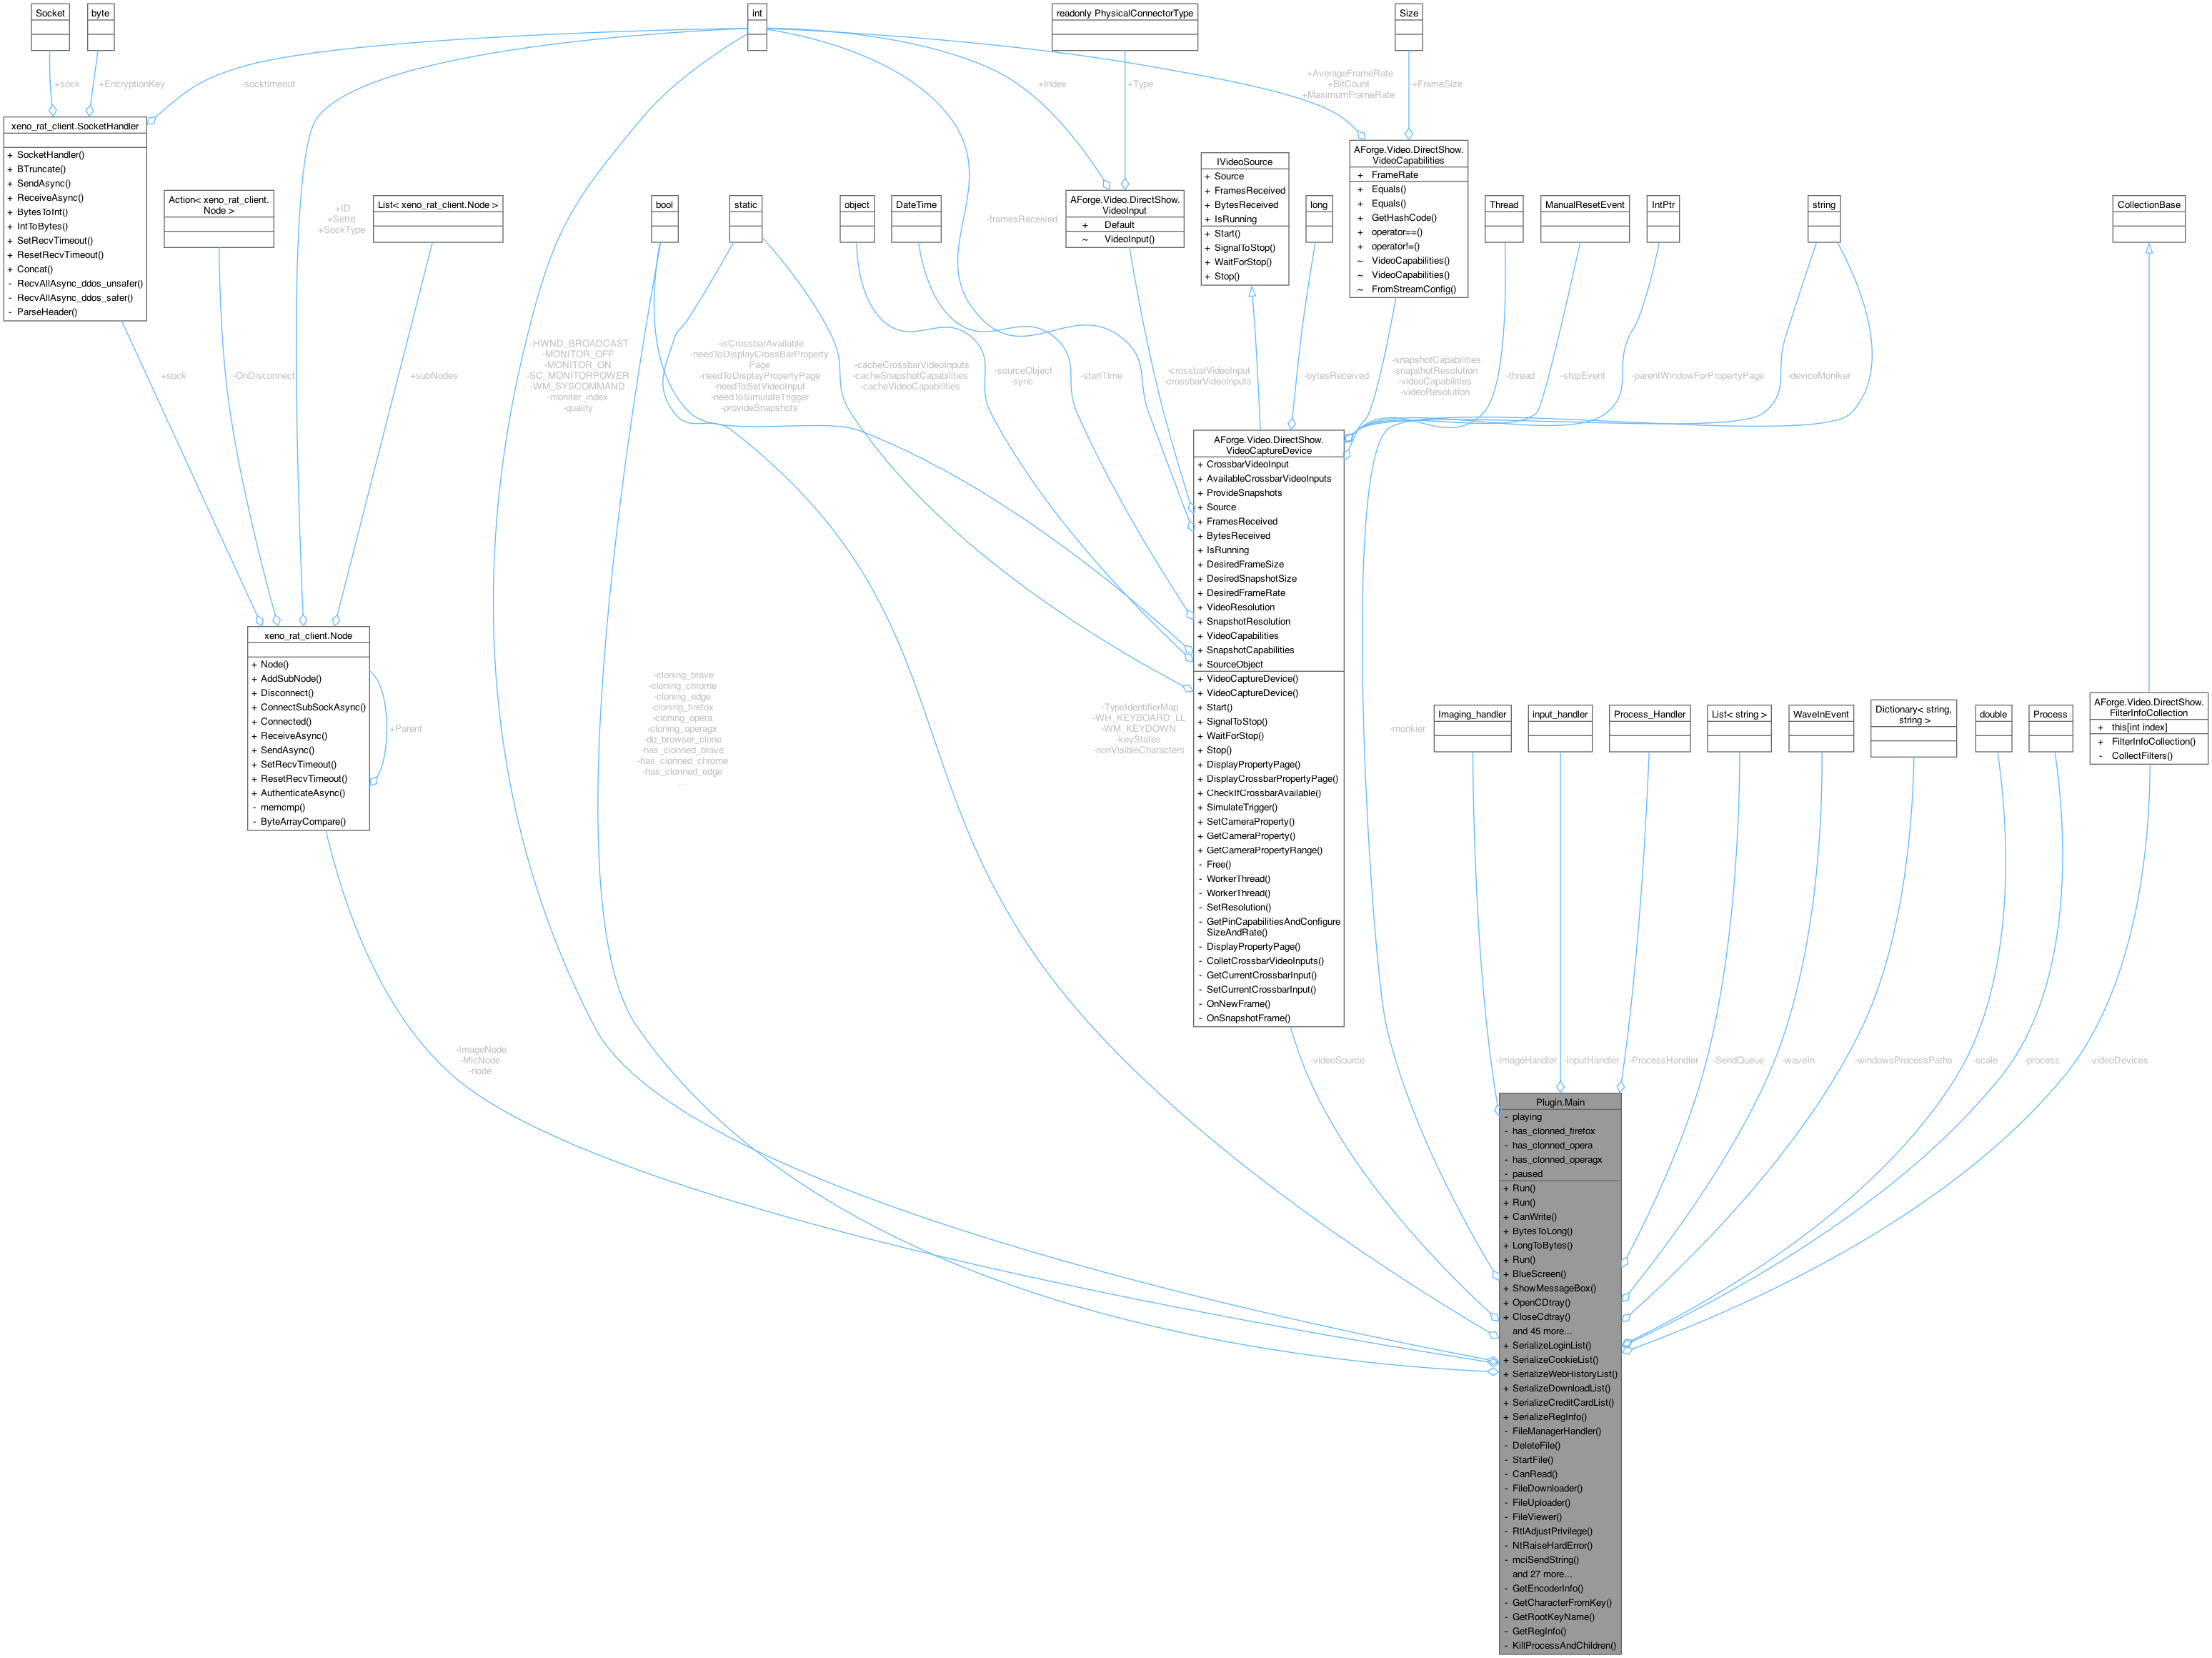 Socket
byte
int
readonly PhysicalConnectorType
Size
+sock
+EncryptionKey
-socktimeout
+Index
+Type
+AverageFrameRate
+BitCount
+MaximumFrameRate
+FrameSize
xeno_rat_client.SocketHandler
+ SocketHandler()
+ BTruncate()
+ SendAsync()
+ ReceiveAsync()
+ BytesToInt()
+ IntToBytes()
+ SetRecvTimeout()
+ ResetRecvTimeout()
+ Concat()
- RecvAllAsync_ddos_unsafer()
- RecvAllAsync_ddos_safer()
- ParseHeader()
Action< xeno_rat_client.
Node >
+ID
+SetId
+SockType
List< xeno_rat_client.Node >
bool
static
object
DateTime
-framesReceived
AForge.Video.DirectShow.
VideoInput
+ Default
~ VideoInput()
IVideoSource
+ Source
+ FramesReceived
+ BytesReceived
+ IsRunning
+ Start()
+ SignalToStop()
+ WaitForStop()
+ Stop()
long
AForge.Video.DirectShow.
VideoCapabilities
+ FrameRate
+ Equals()
+ Equals()
+ GetHashCode()
+ operator==()
+ operator!=()
~ VideoCapabilities()
~ VideoCapabilities()
~ FromStreamConfig()
Thread
ManualResetEvent
IntPtr
string
CollectionBase
+sock
-OnDisconnect
+subNodes
-HWND_BROADCAST
-MONITOR_OFF
-MONITOR_ON
-SC_MONITORPOWER
-WM_SYSCOMMAND
-moniter_index
-quality
-isCrossbarAvailable
-needToDisplayCrossBarProperty
Page
-needToDisplayPropertyPage
-needToSetVideoInput
-needToSimulateTrigger
-provideSnapshots
-cacheCrossbarVideoInputs
-cacheSnapshotCapabilities
-cacheVideoCapabilities
-sourceObject
-sync
-startTime
-crossbarVideoInput
-crossbarVideoInputs
-bytesReceived
-snapshotCapabilities
-snapshotResolution
-videoCapabilities
-videoResolution
-thread
-stopEvent
-parentWindowForPropertyPage
-deviceMoniker
AForge.Video.DirectShow.
VideoCaptureDevice
+ CrossbarVideoInput
+ AvailableCrossbarVideoInputs
+ ProvideSnapshots
+ Source
+ FramesReceived
+ BytesReceived
+ IsRunning
+ DesiredFrameSize
+ DesiredSnapshotSize
+ DesiredFrameRate
+ VideoResolution
+ SnapshotResolution
+ VideoCapabilities
+ SnapshotCapabilities
+ SourceObject
+ VideoCaptureDevice()
+ VideoCaptureDevice()
+ Start()
+ SignalToStop()
+ WaitForStop()
+ Stop()
+ DisplayPropertyPage()
+ DisplayCrossbarPropertyPage()
+ CheckIfCrossbarAvailable()
+ SimulateTrigger()
+ SetCameraProperty()
+ GetCameraProperty()
+ GetCameraPropertyRange()
- Free()
- WorkerThread()
- WorkerThread()
- SetResolution()
- GetPinCapabilitiesAndConfigure
SizeAndRate()
- DisplayPropertyPage()
- ColletCrossbarVideoInputs()
- GetCurrentCrossbarInput()
- SetCurrentCrossbarInput()
- OnNewFrame()
- OnSnapshotFrame()
xeno_rat_client.Node
+ Node()
+ AddSubNode()
+ Disconnect()
+ ConnectSubSockAsync()
+ Connected()
+ ReceiveAsync()
+ SendAsync()
+ SetRecvTimeout()
+ ResetRecvTimeout()
+ AuthenticateAsync()
- memcmp()
- ByteArrayCompare()
+Parent
-cloning_brave
-cloning_chrome
-cloning_edge
-cloning_firefox
-cloning_opera
-cloning_operagx
-do_browser_clone
-has_clonned_brave
-has_clonned_chrome
-has_clonned_edge
...
-TypeIdentifierMap
-WH_KEYBOARD_LL
-WM_KEYDOWN
-keyStates
-nonVisibleCharacters
-monkier
Imaging_handler
input_handler
Process_Handler
List< string >
WaveInEvent
Dictionary< string,
string >
double
Process
AForge.Video.DirectShow.
FilterInfoCollection
+ this[int index]
+ FilterInfoCollection()
- CollectFilters()
-ImageNode
-MicNode
-node
-videoSource
-ImageHandler
-InputHandler
-ProcessHandler
-SendQueue
-waveIn
-windowsProcessPaths
-scale
-process
-videoDevices
Plugin.Main
- playing
- has_clonned_firefox
- has_clonned_opera
- has_clonned_operagx
- paused
+ Run()
+ Run()
+ CanWrite()
+ BytesToLong()
+ LongToBytes()
+ Run()
+ BlueScreen()
+ ShowMessageBox()
+ OpenCDtray()
+ CloseCdtray()
and 45 more...
+ SerializeLoginList()
+ SerializeCookieList()
+ SerializeWebHistoryList()
+ SerializeDownloadList()
+ SerializeCreditCardList()
+ SerializeRegInfo()
- FileManagerHandler()
- DeleteFile()
- StartFile()
- CanRead()
- FileDownloader()
- FileUploader()
- FileViewer()
- RtlAdjustPrivilege()
- NtRaiseHardError()
- mciSendString()
and 27 more...
- GetEncoderInfo()
- GetCharacterFromKey()
- GetRootKeyName()
- GetRegInfo()
- KillProcessAndChildren()